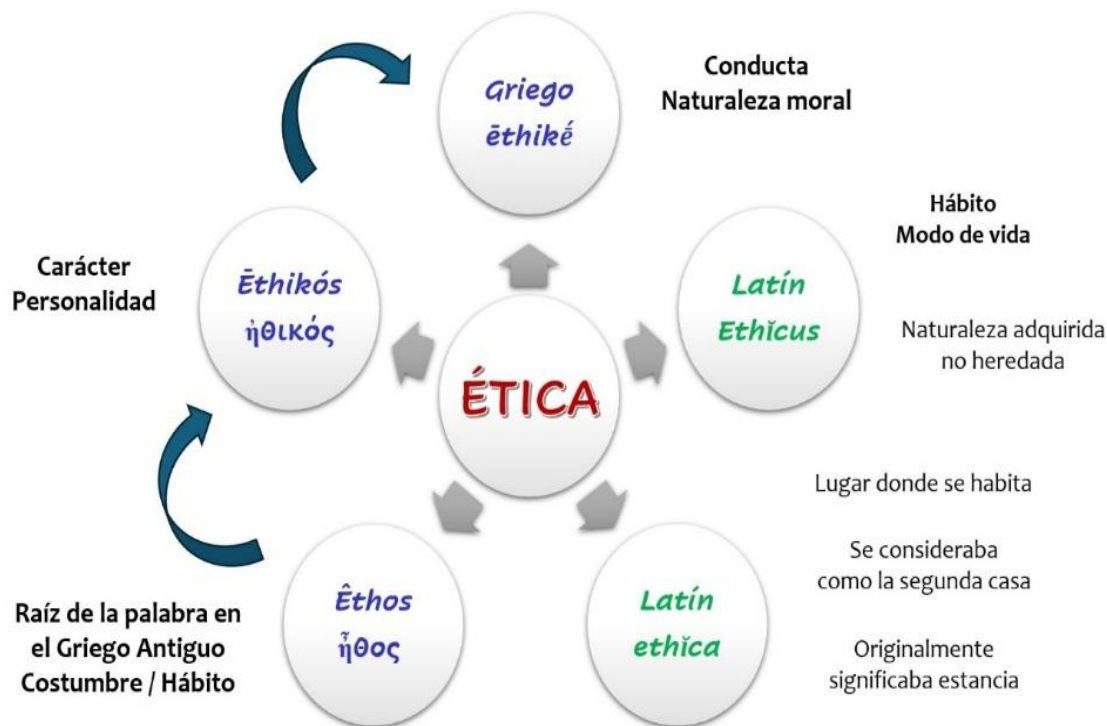 Griego
ēthikḗ
Conducta
Naturaleza moral
Carácter
Personalidad
Ēthikós
ἠθικός
Hábito
Modo de vida
Latín
Ethĭcus
Naturaleza adquirida
no heredada
ÉTICA
Raíz de la palabra en
el Griego Antiguo
Costumbre / Hábito
Êthos
ἦθος
Latín
ethĭca
Lugar donde se habita
Se consideraba
como la segunda casa
Originalmente
significaba estancia